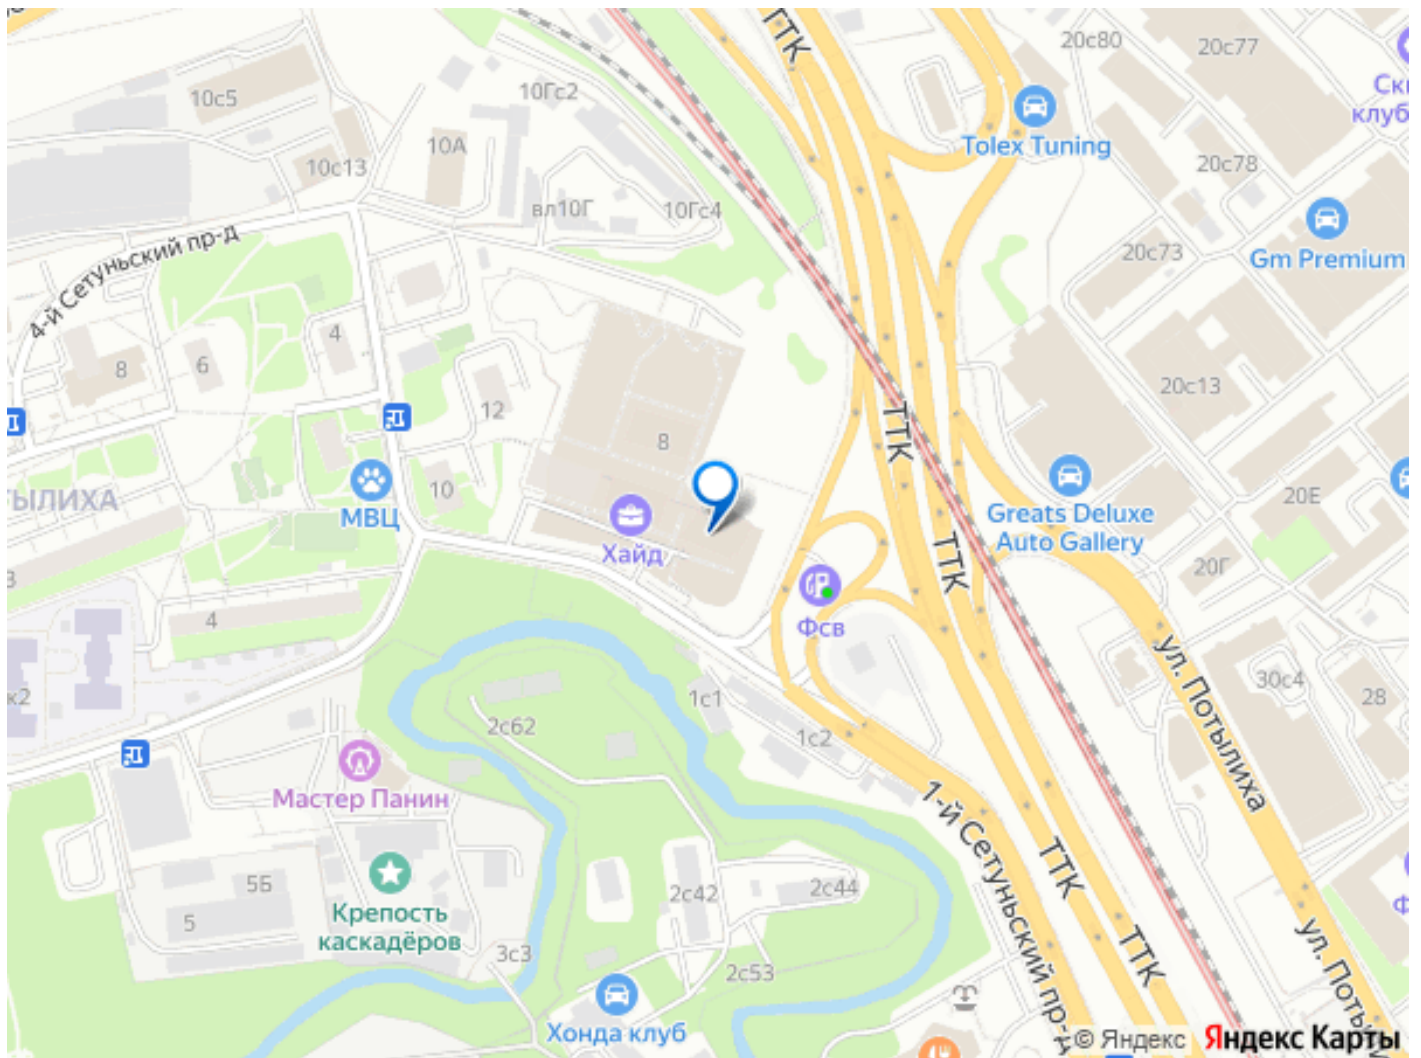 ТТК
20с80
20с77
10Гс2
10с5
Tolex Tuning
10А
10с13
20с78
вл10Г
10Гс4
4-й Сетуньский пр-д
20с73
Gm Premium
4
6
8
20с13
12
ТТК
8
10
МВЦ
20Е
Хайд
Greats Deluxe
Auto Gallery
ТТК
20Г
Фсв
4
ул. Потылиха
30с4
28
1с1
2с62
1с2
Мастер Панин
1-й Сетуньский пр-д
ТТК
5Б
2с42
2с44
5
Крепость
каскадёров
3с3
2с53
ТТК
Хонда клуб
© Яндекс
Яндекс Карты